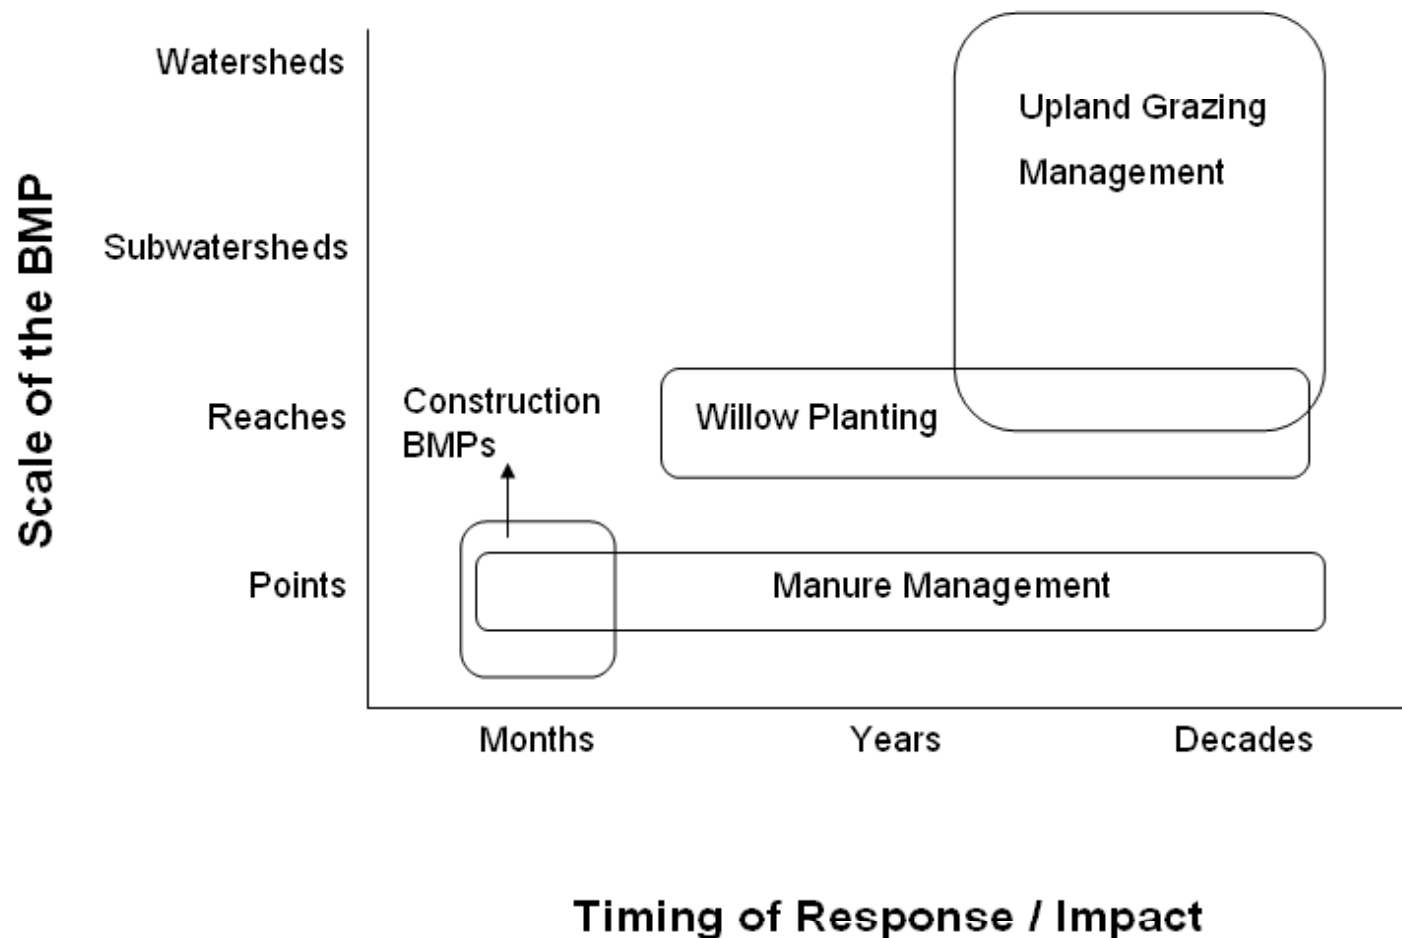 Watersheds
Upland Grazing
Management
Subwatersheds
Scale of the BMP
Construction
BMPs
Reaches
Willow Planting
Points
Manure Management
Months
Years
Decades
Timing of Response / Impact